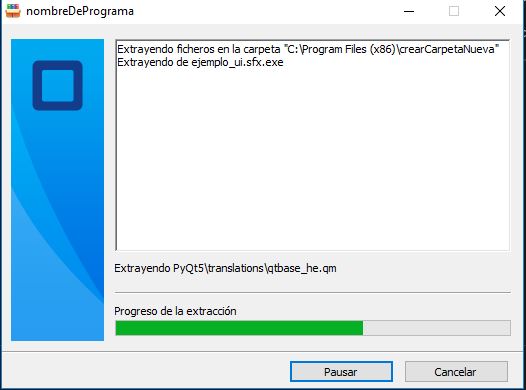 nombreDePrograma
Extrayendo ficheros en la carpeta "C:\Program Files (x86)\crearCarpetaNueva"
Extrayendo de ejemplo_ui.sfx.exe
Extrayendo PyQt5\translations\qtbase_he.qm
Progreso de la extracción
Pausar
Cancelar